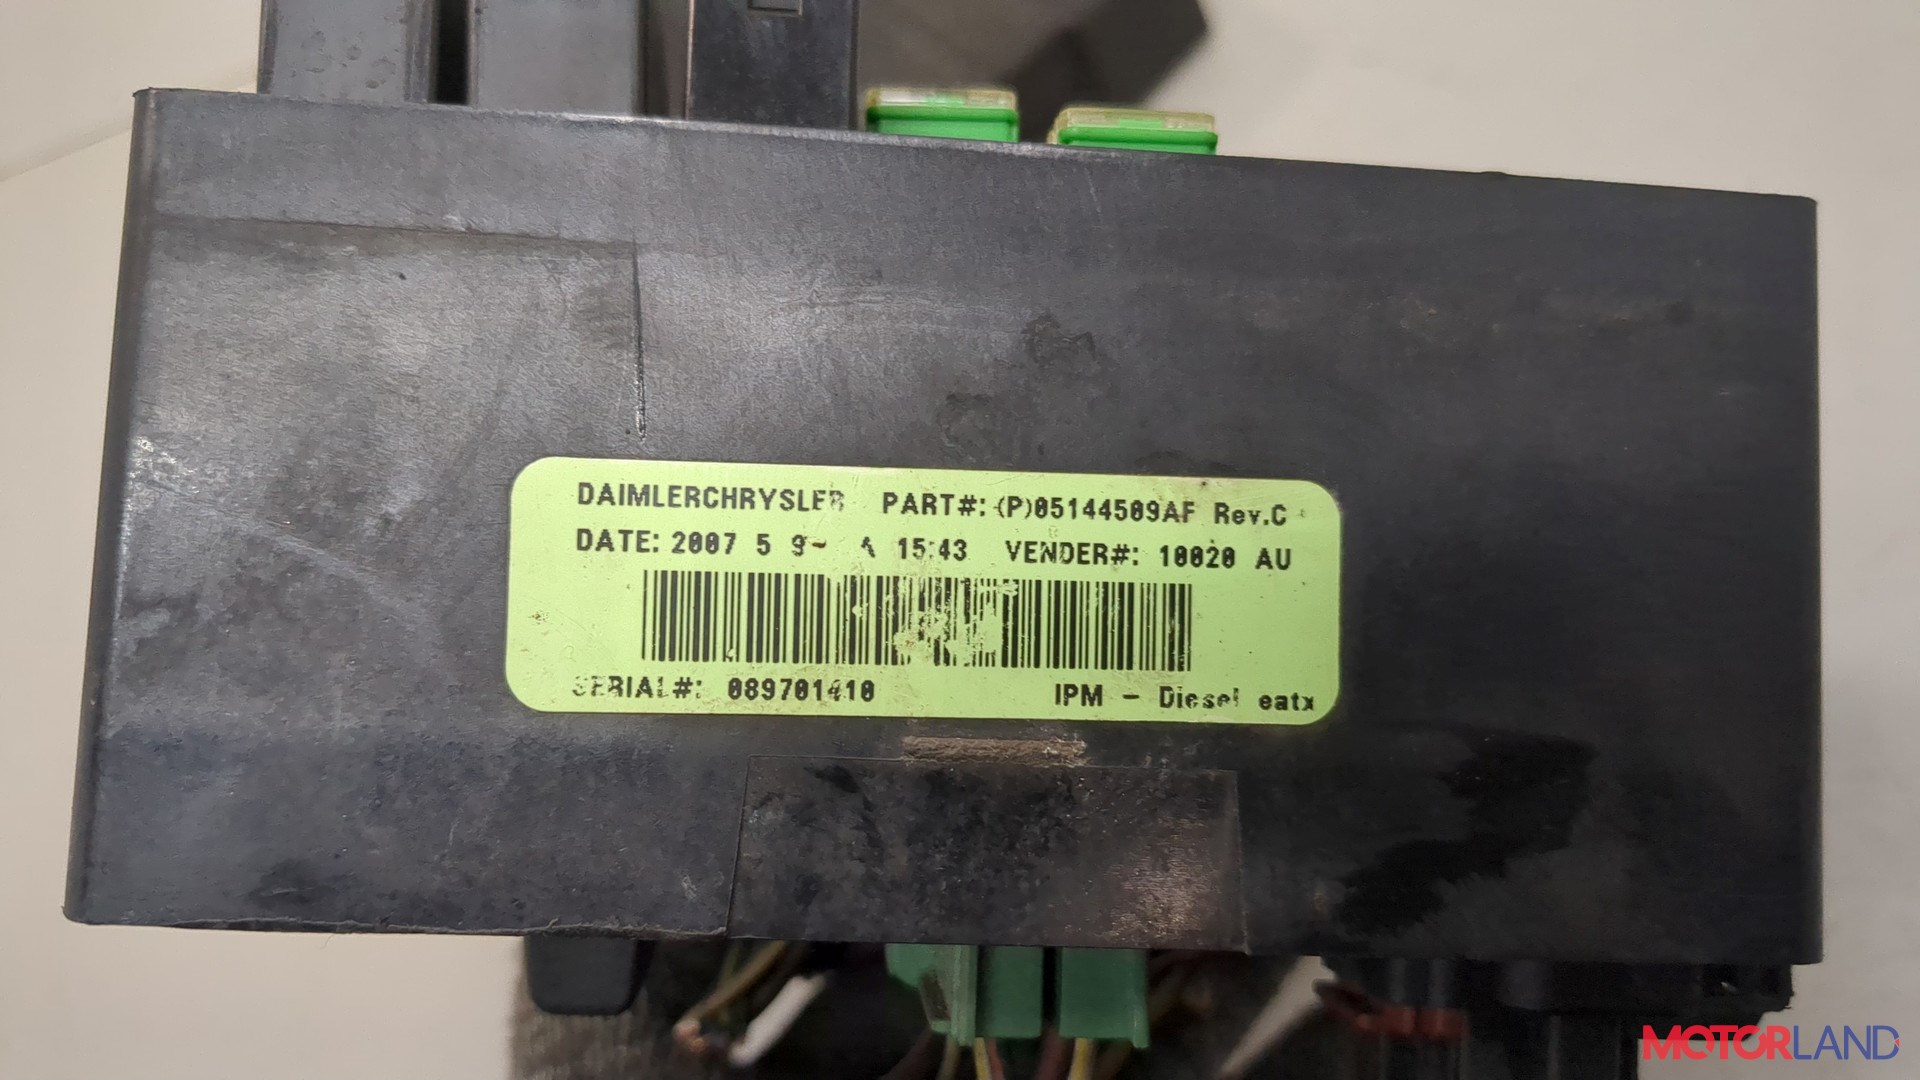 DAIMLERCHRYSLER PART#: (P)05144509AF Rev.C
DATE: 2007 5 9- 15:43 VENDER#: 10020 AU
SERIAL#: 089701410 IPM - Diesel eatx
MOTORLAND